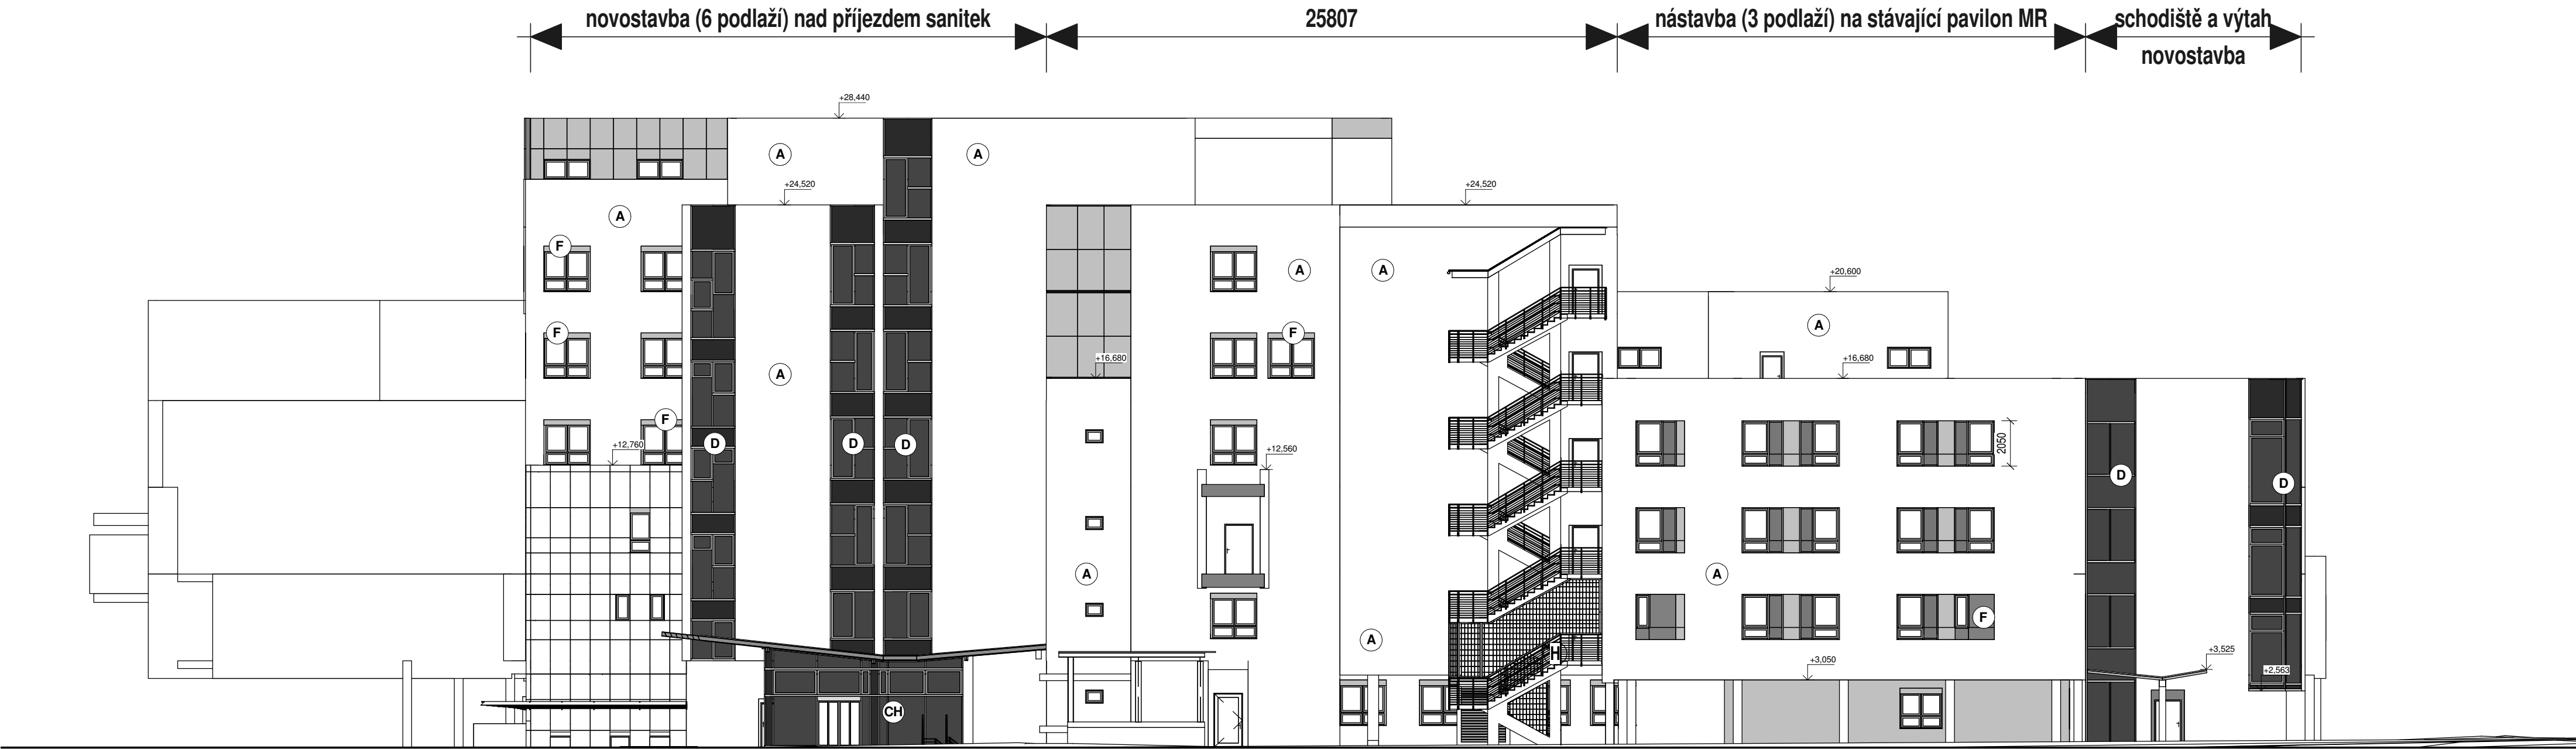 novostavba (6 podlaží) nad příjezdem sanitek
25807
nástavba (3 podlaží) na stávající pavilon MR
schodiště a výtah
novostavba
+28,440
A
A
+24,520
+24,520
A
F
A
A
+20,600
A
F
F
+16,680
+16,680
A
F
+12,760
D
D
D
+12,560
2050
D
D
A
A
F
A
H
+3,525
+3,050
+2,563
CH